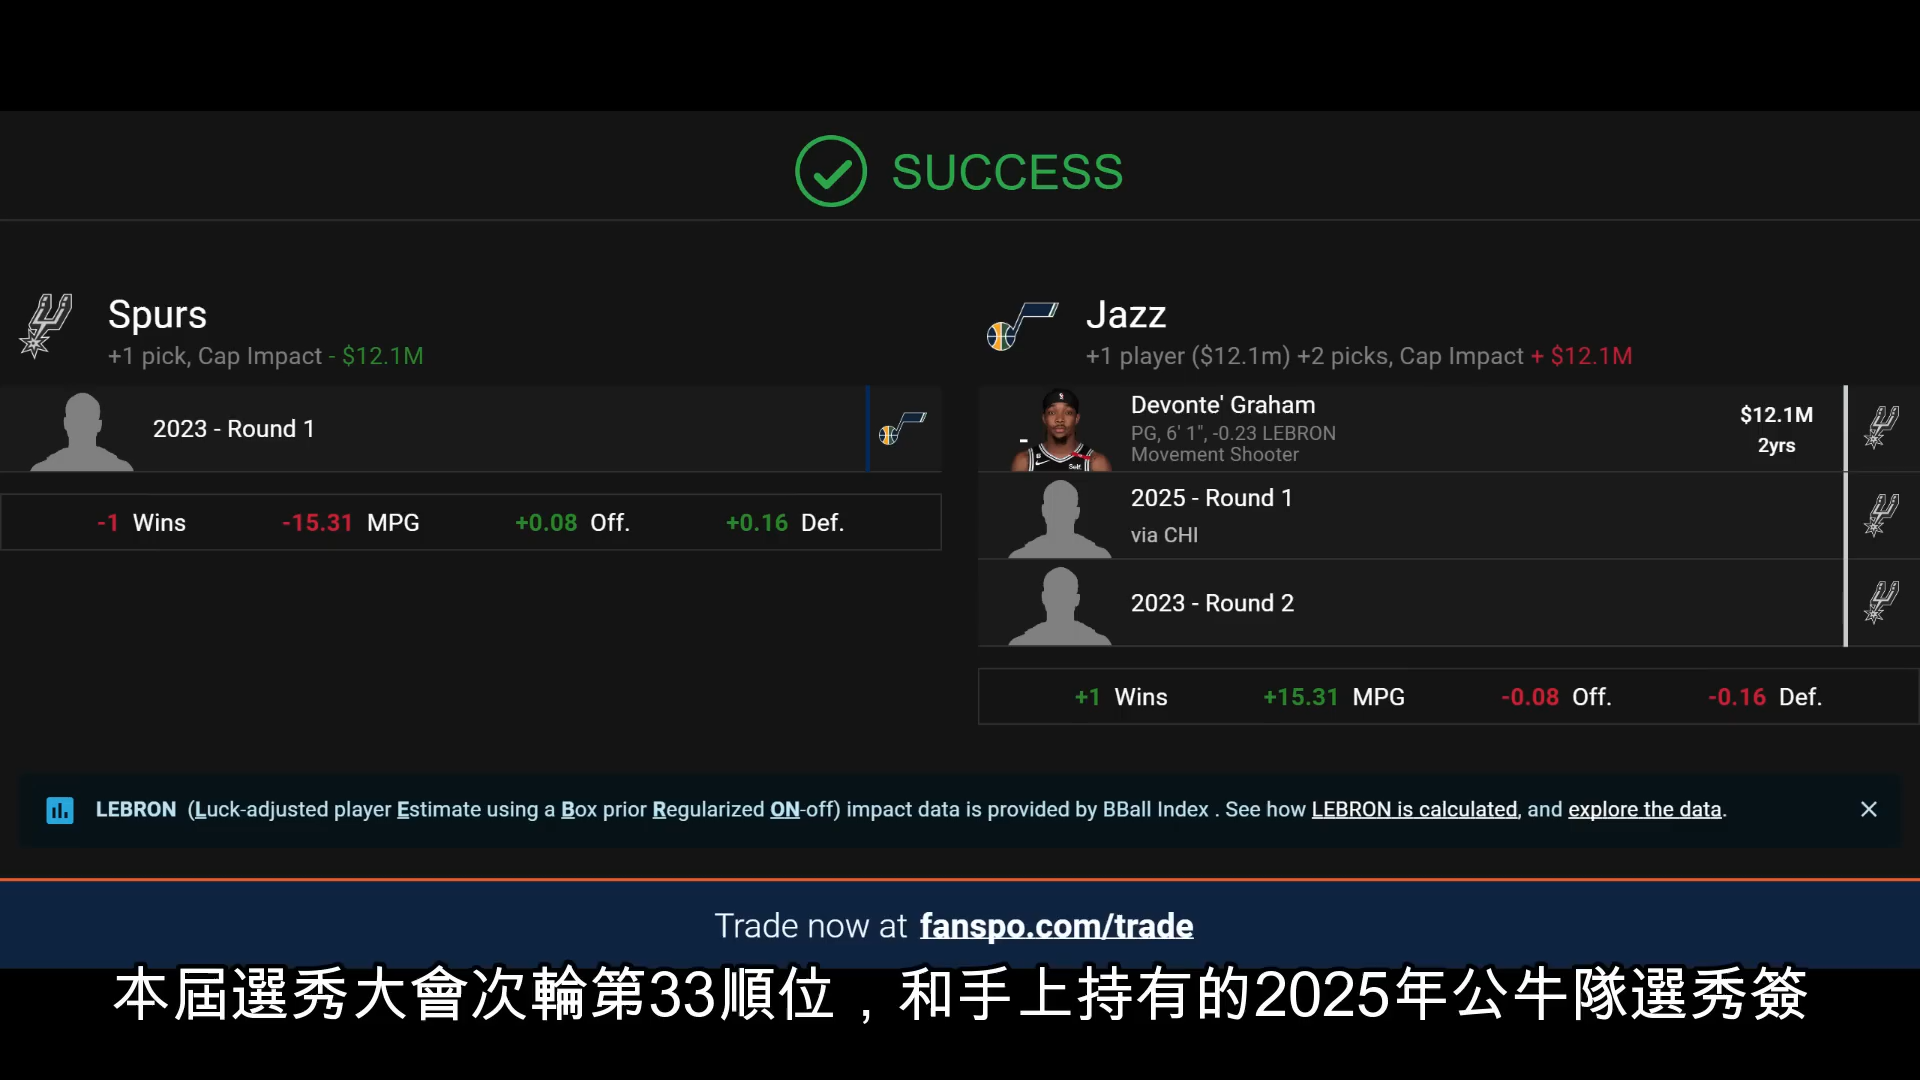 SUCCESS
Spurs
+1 pick, Cap Impact - $12.1M
2023 - Round 1
-1 Wins -15.31 MPG +0.08 Off. +0.16 Def.
Jazz
+1 player ($12.1m) +2 picks, Cap Impact + $12.1M
Devonte' Graham
PG, 6' 1", -0.23 LEBRON
Movement Shooter
$12.1M
2yrs
2025 - Round 1
via CHI
2023 - Round 2
+1 Wins +15.31 MPG -0.08 Off. -0.16 Def.
LEBRON (Luck-adjusted player Estimate using a Box prior Regularized ON-off) impact data is provided by BBall Index . See how LEBRON is calculated, and explore the data.
Trade now at fanspo.com/trade
本屆選秀大會次輪第33順位，和手上持有的2025年公牛隊選秀簽